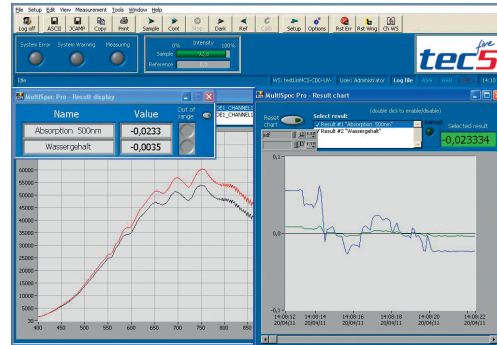 File Setup Edit View Measurement Tools Window Help
Log off ASCII JCAMP Copy Print Sample Cont Dark Ref Setup Options Rst Err Rst Wng Ch WS
System Error System Warning Measuring
0% Intensity 100%
Sample
Reference
tec5
five
Idle
User: Administrator Log file 14:10
MultiSpec Pro - Result display
Name Value Out of range
Absorption 500nm -0,0233
Wassergehalt -0,0035
60000
55000
50000
45000
40000
35000
30000
25000
20000
15000
10000
5000
30
400 450 500 550 600 650 700 750 800 850
MultiSpec Pro - Result chart
(double click to enable/disable)
Reset chart
Select result
Result #1 "Absorption 500nm"
Result #2 "Wassergehalt"
Selected result
-0,023334
0,1
0,0
-0,1
14:08:12 14:08:14 14:08:16 14:08:18 14:08:20 14:08:22
20/04/11 20/04/11 20/04/11 20/04/11 20/04/11 20/04/11